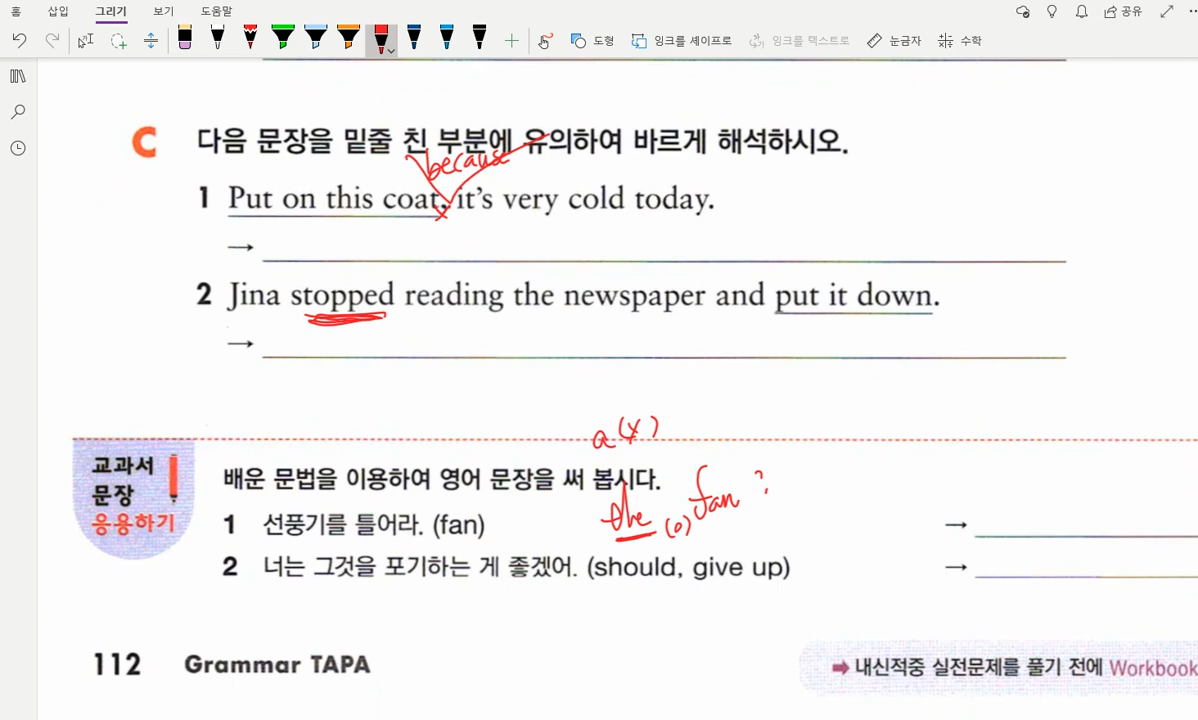 홈 삽입 그리기 보기 도움말 공유
도형 잉크를 셰이프로 잉크를 텍스트로 눈금자 수학
C 다음 문장을 밑줄 친 부분에 유의하여 바르게 해석하시오.
because
1 Put on this coat, it's very cold today.
→
2 Jina stopped reading the newspaper and put it down.
→
a (x)
교과서
문장
응용하기
배운 문법을 이용하여 영어 문장을 써 봅시다.
the (o) fan ?
1 선풍기를 틀어라. (fan) →
2 너는 그것을 포기하는 게 좋겠어. (should, give up) →
112 Grammar TAPA
➡ 내신적중 실전문제를 풀기 전에 Workbook